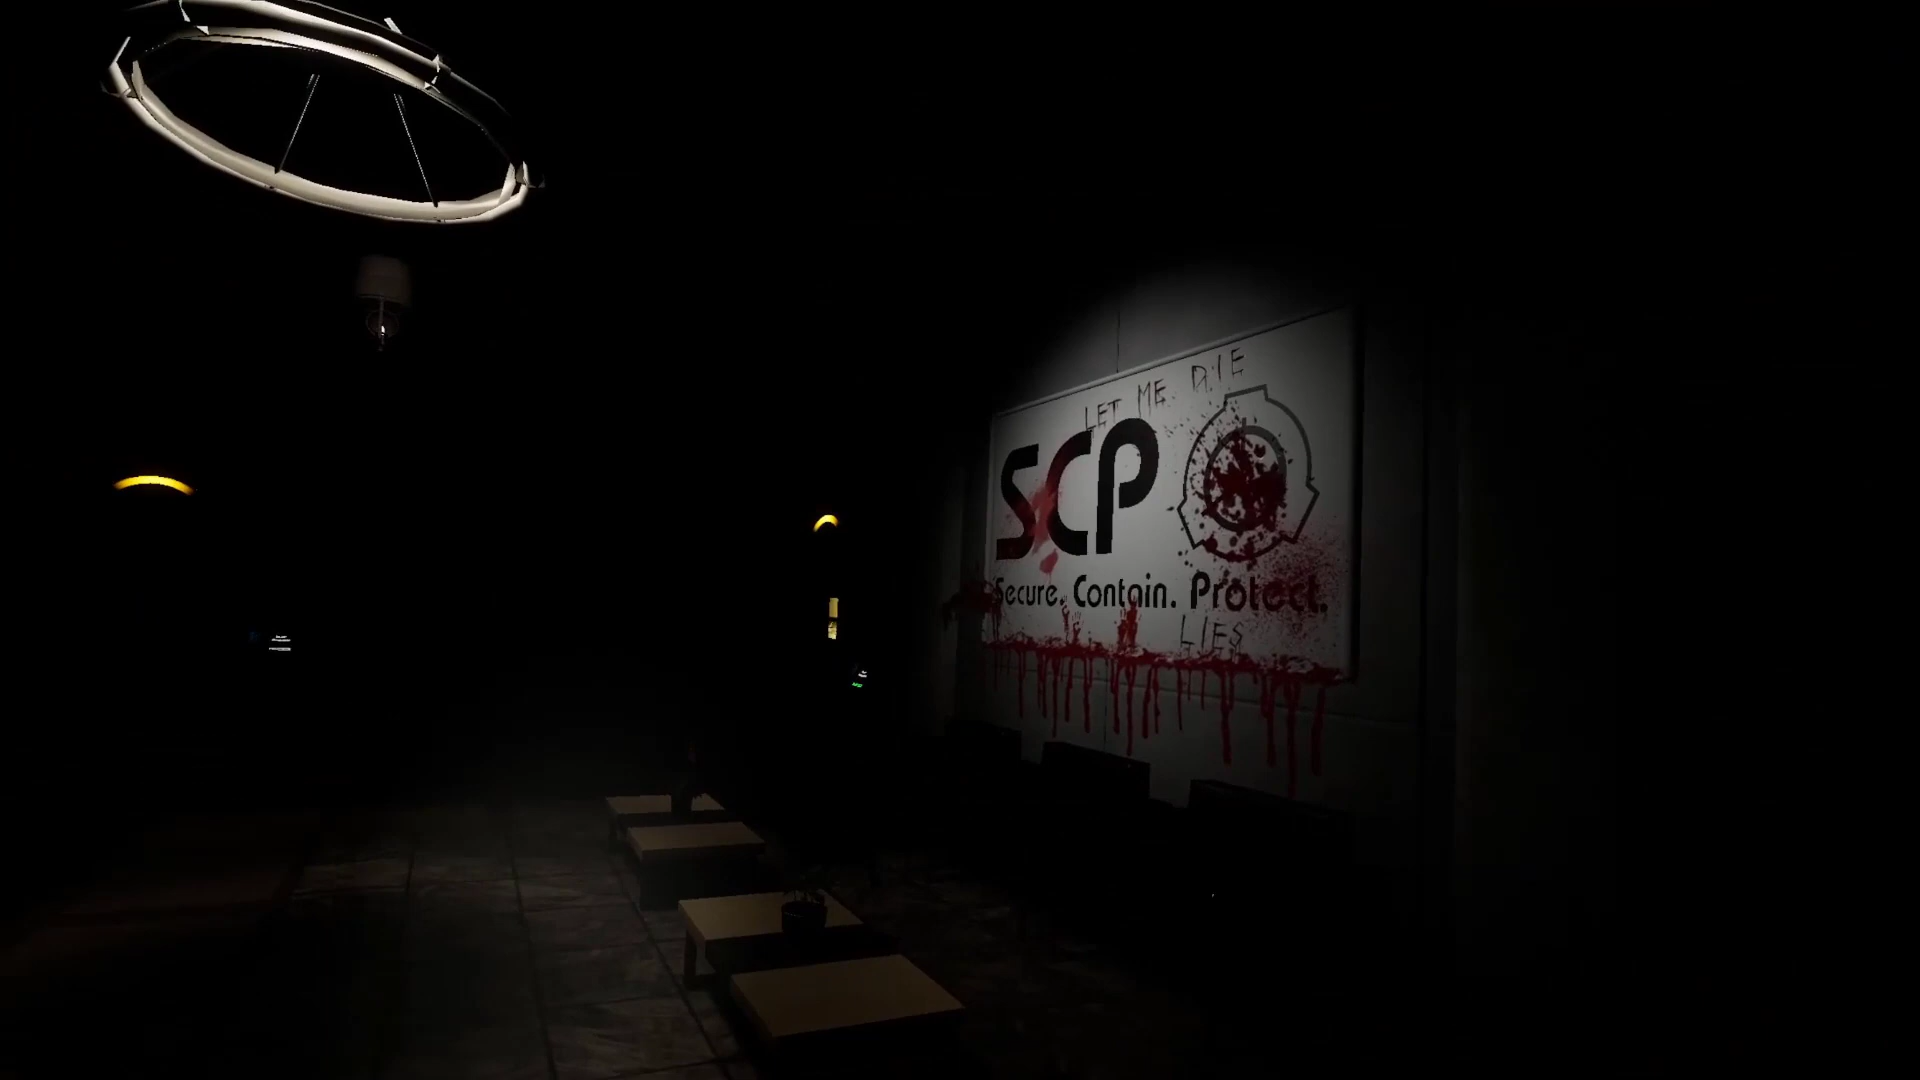 LET ME DIE
SCP
Secure. Contain. Protect.
LIES